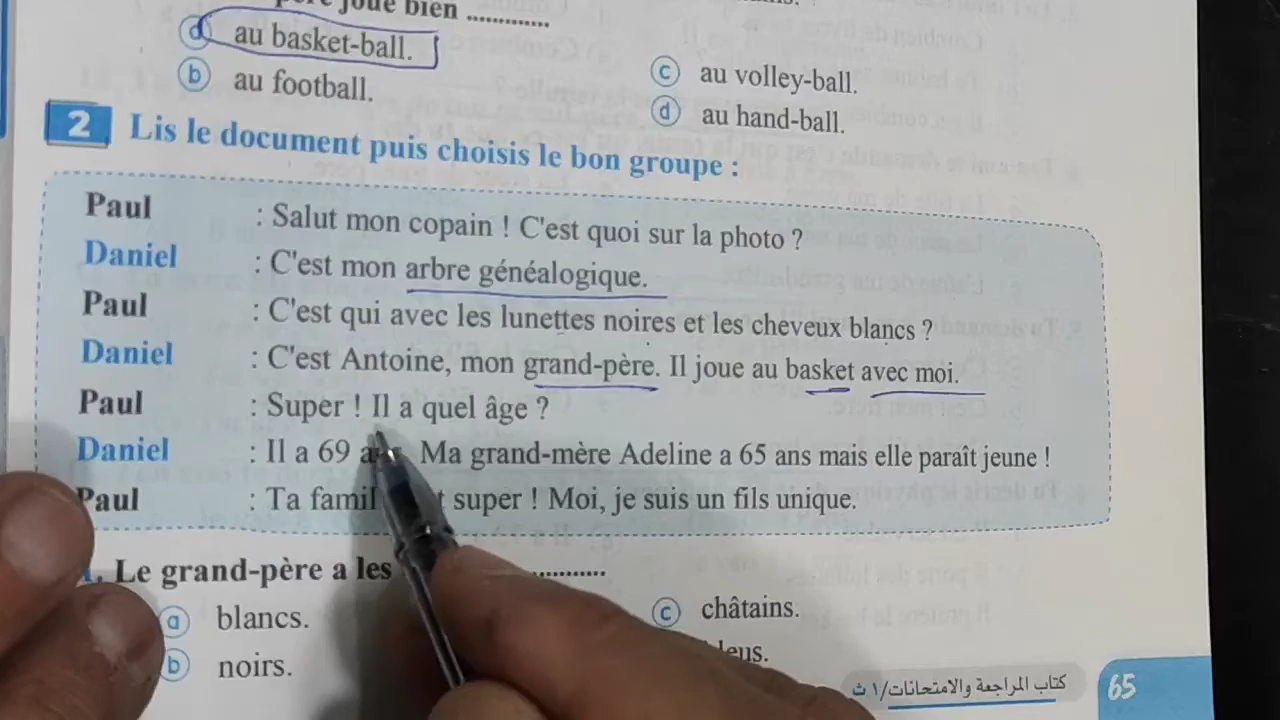 joue bien ............
ⓐ au basket-ball.
ⓑ au football.
ⓒ au volley-ball.
ⓓ au hand-ball.
2 Lis le document puis choisis le bon groupe :
Paul : Salut mon copain ! C'est quoi sur la photo ?
Daniel : C'est mon arbre généalogique.
Paul : C'est qui avec les lunettes noires et les cheveux blancs ?
Daniel : C'est Antoine, mon grand-père. Il joue au basket avec moi.
Paul : Super ! Il a quel âge ?
Daniel : Il a 69 Ma grand-mère Adeline a 65 ans mais elle paraît jeune !
Paul : Ta super ! Moi, je suis un fils unique.
1. Le grand-père a les ............
ⓐ blancs.
ⓑ noirs.
ⓒ châtains.
كتاب المراجعة والامتحانات/١ ث
65